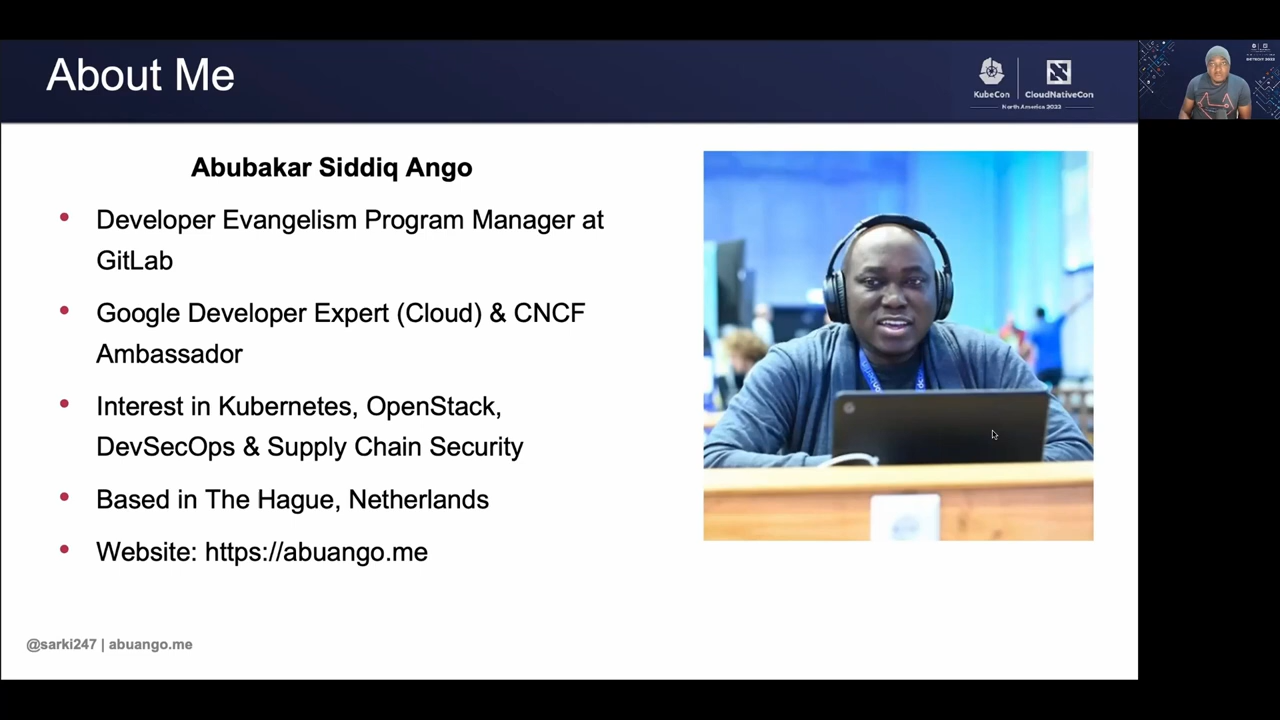 About Me
KubeCon
CloudNativeCon
North America 2022
DETROIT 2022
Abubakar Siddiq Ango
• Developer Evangelism Program Manager at
GitLab
• Google Developer Expert (Cloud) & CNCF
Ambassador
• Interest in Kubernetes, OpenStack,
DevSecOps & Supply Chain Security
• Based in The Hague, Netherlands
• Website: https://abuango.me
@sarki247 | abuango.me